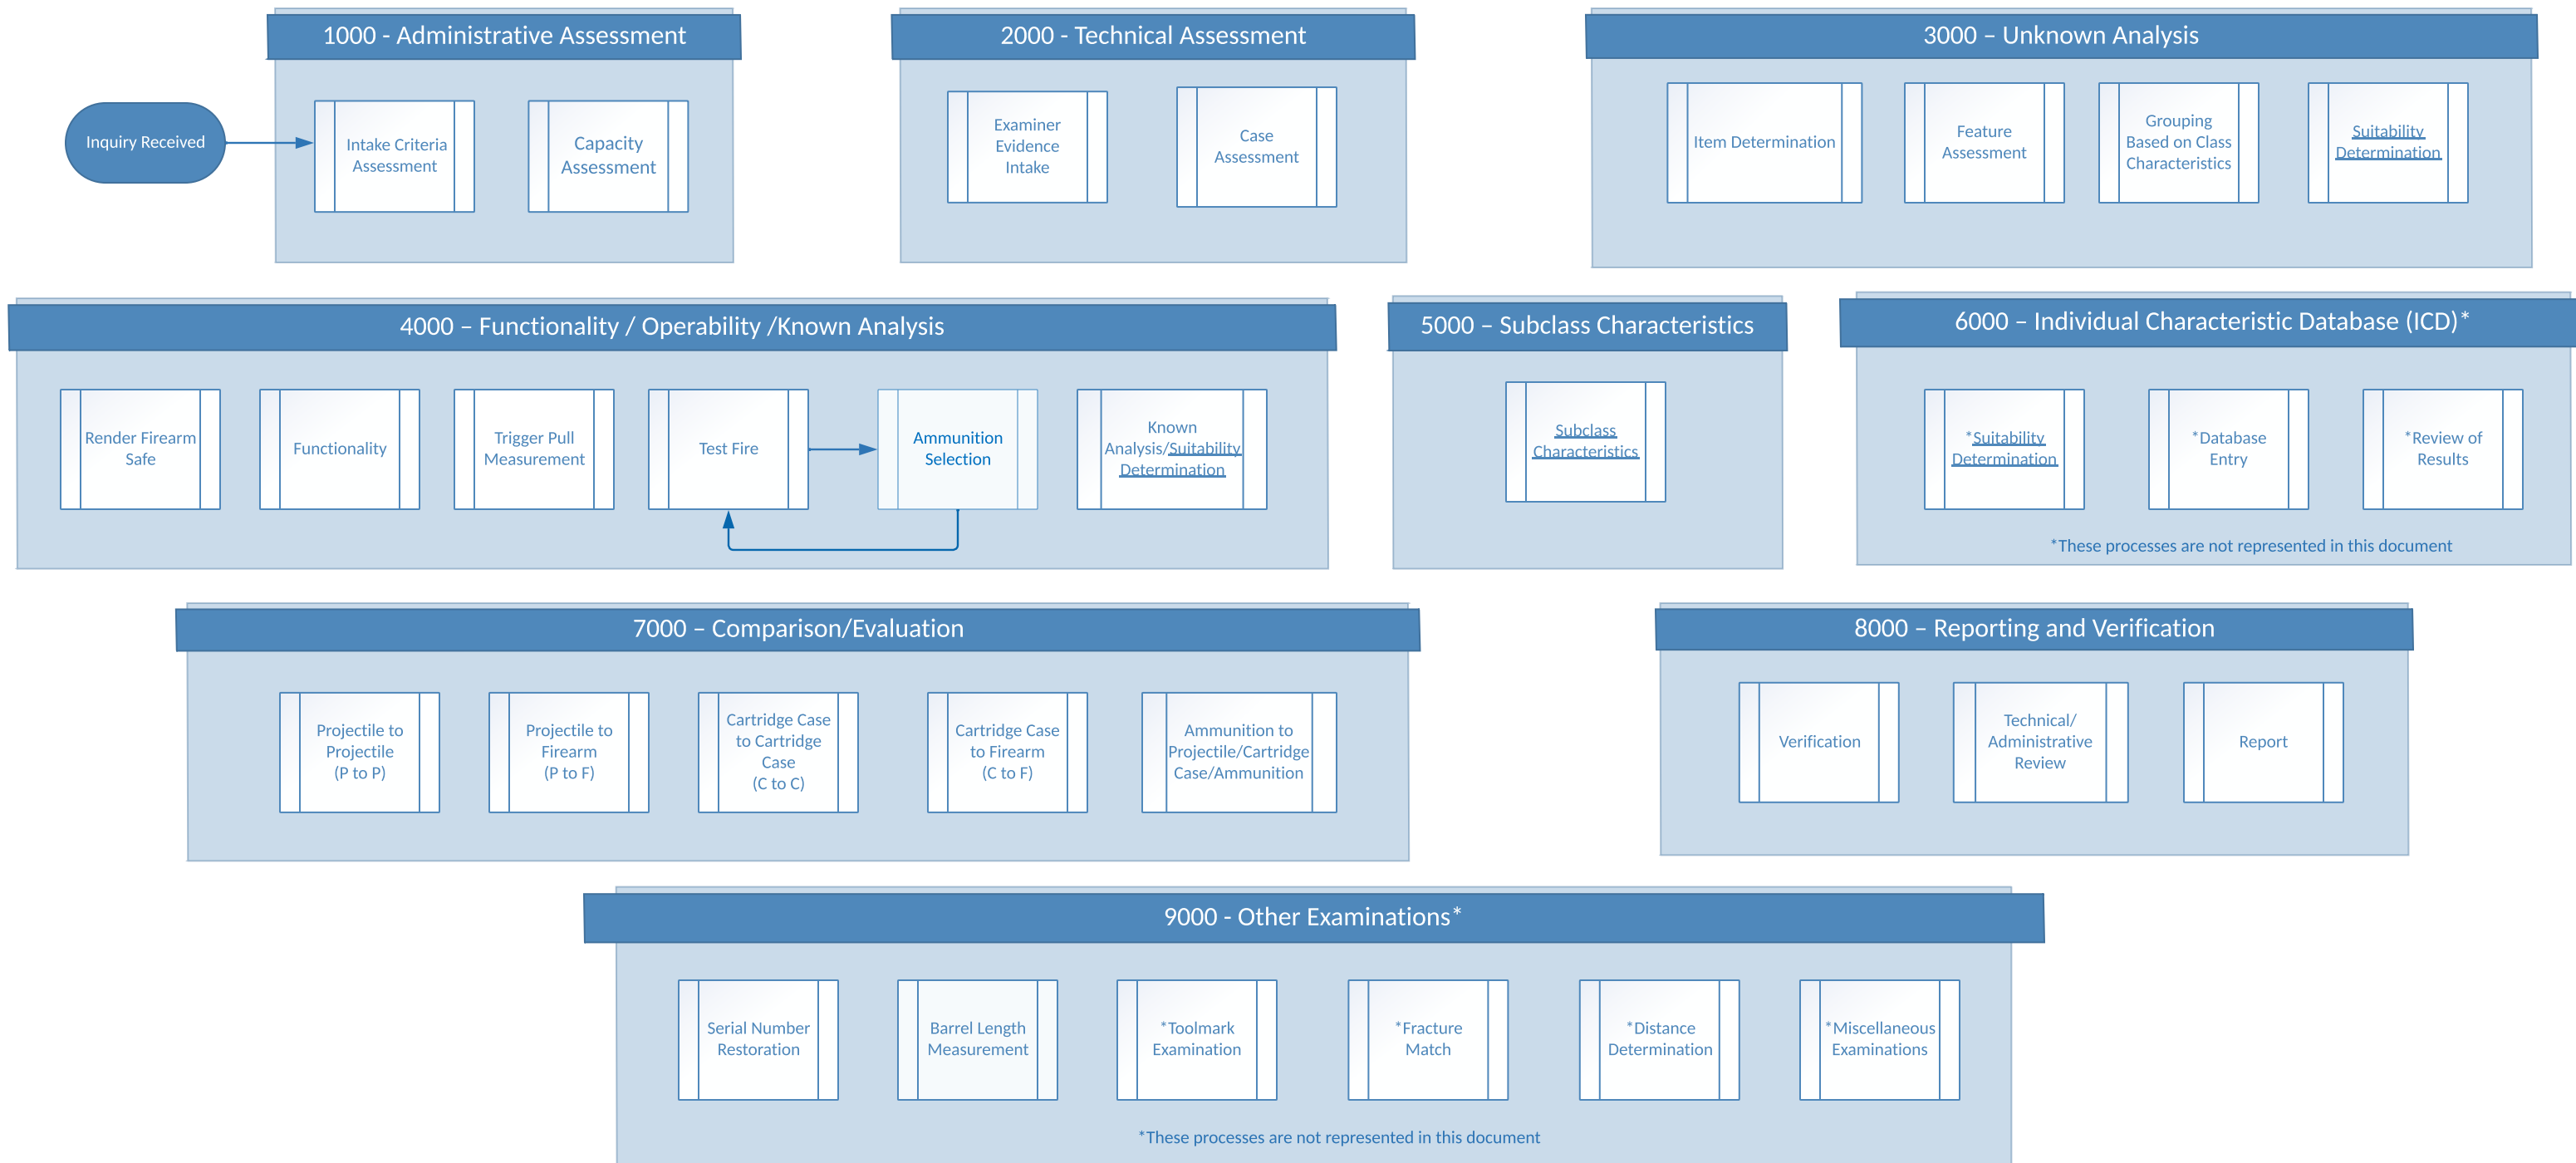 1000 - Administrative Assessment
Inquiry Received
Intake Criteria
Assessment
Capacity
Assessment
2000 - Technical Assessment
Examiner
Evidence
Intake
Case
Assessment
3000 – Unknown Analysis
Item Determination
Feature
Assessment
Grouping
Based on Class
Characteristics
Suitability
Determination
4000 – Functionality / Operability /Known Analysis
Render Firearm
Safe
Functionality
Trigger Pull
Measurement
Test Fire
Ammunition
Selection
Known
Analysis/Suitability
Determination
5000 – Subclass Characteristics
Subclass
Characteristics
6000 – Individual Characteristic Database (ICD)*
*Suitability
Determination
*Database
Entry
*Review of
Results
*These processes are not represented in this document
7000 – Comparison/Evaluation
Projectile to
Projectile
(P to P)
Projectile to
Firearm
(P to F)
Cartridge Case
to Cartridge
Case
(C to C)
Cartridge Case
to Firearm
(C to F)
Ammunition to
Projectile/Cartridge
Case/Ammunition
8000 – Reporting and Verification
Verification
Technical/
Administrative
Review
Report
9000 - Other Examinations*
Serial Number
Restoration
Barrel Length
Measurement
*Toolmark
Examination
*Fracture
Match
*Distance
Determination
*Miscellaneous
Examinations
*These processes are not represented in this document